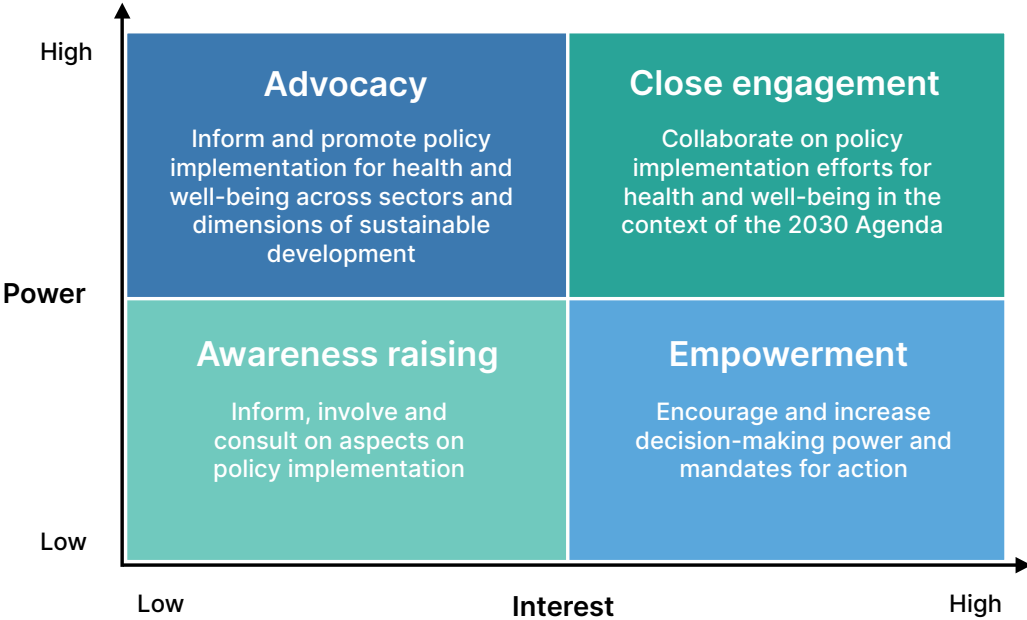 High
Advocacy
Inform and promote policy
implementation for health and
well-being across sectors and
dimensions of sustainable
development
Close engagement
Collaborate on policy
implementation efforts for
health and well-being in the
context of the 2030 Agenda
Power
Awareness raising
Inform, involve and
consult on aspects on
policy implementation
Empowerment
Encourage and increase
decision-making power and
mandates for action
Low
Low
Interest
High